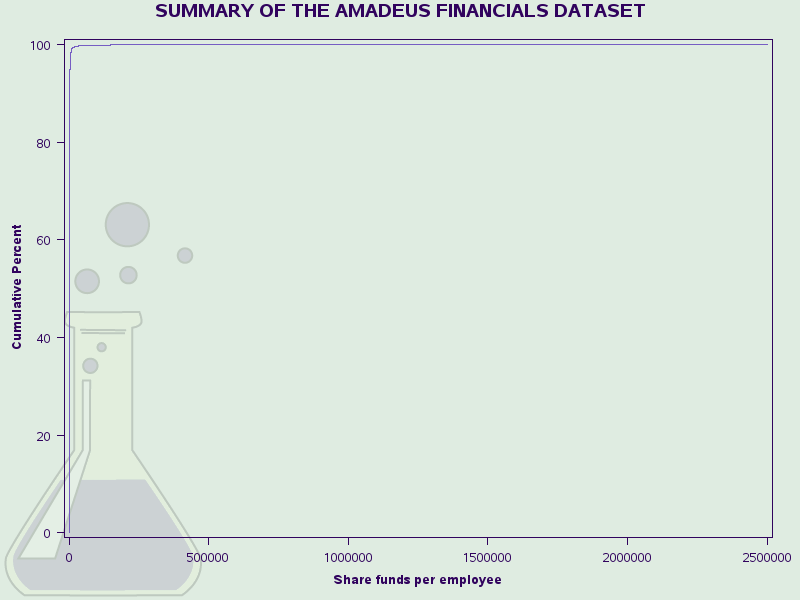 SUMMARY OF THE AMADEUS FINANCIALS DATASET
100
80
60
40
20
0
Cumulative Percent
0 500000 1000000 1500000 2000000 2500000
Share funds per employee